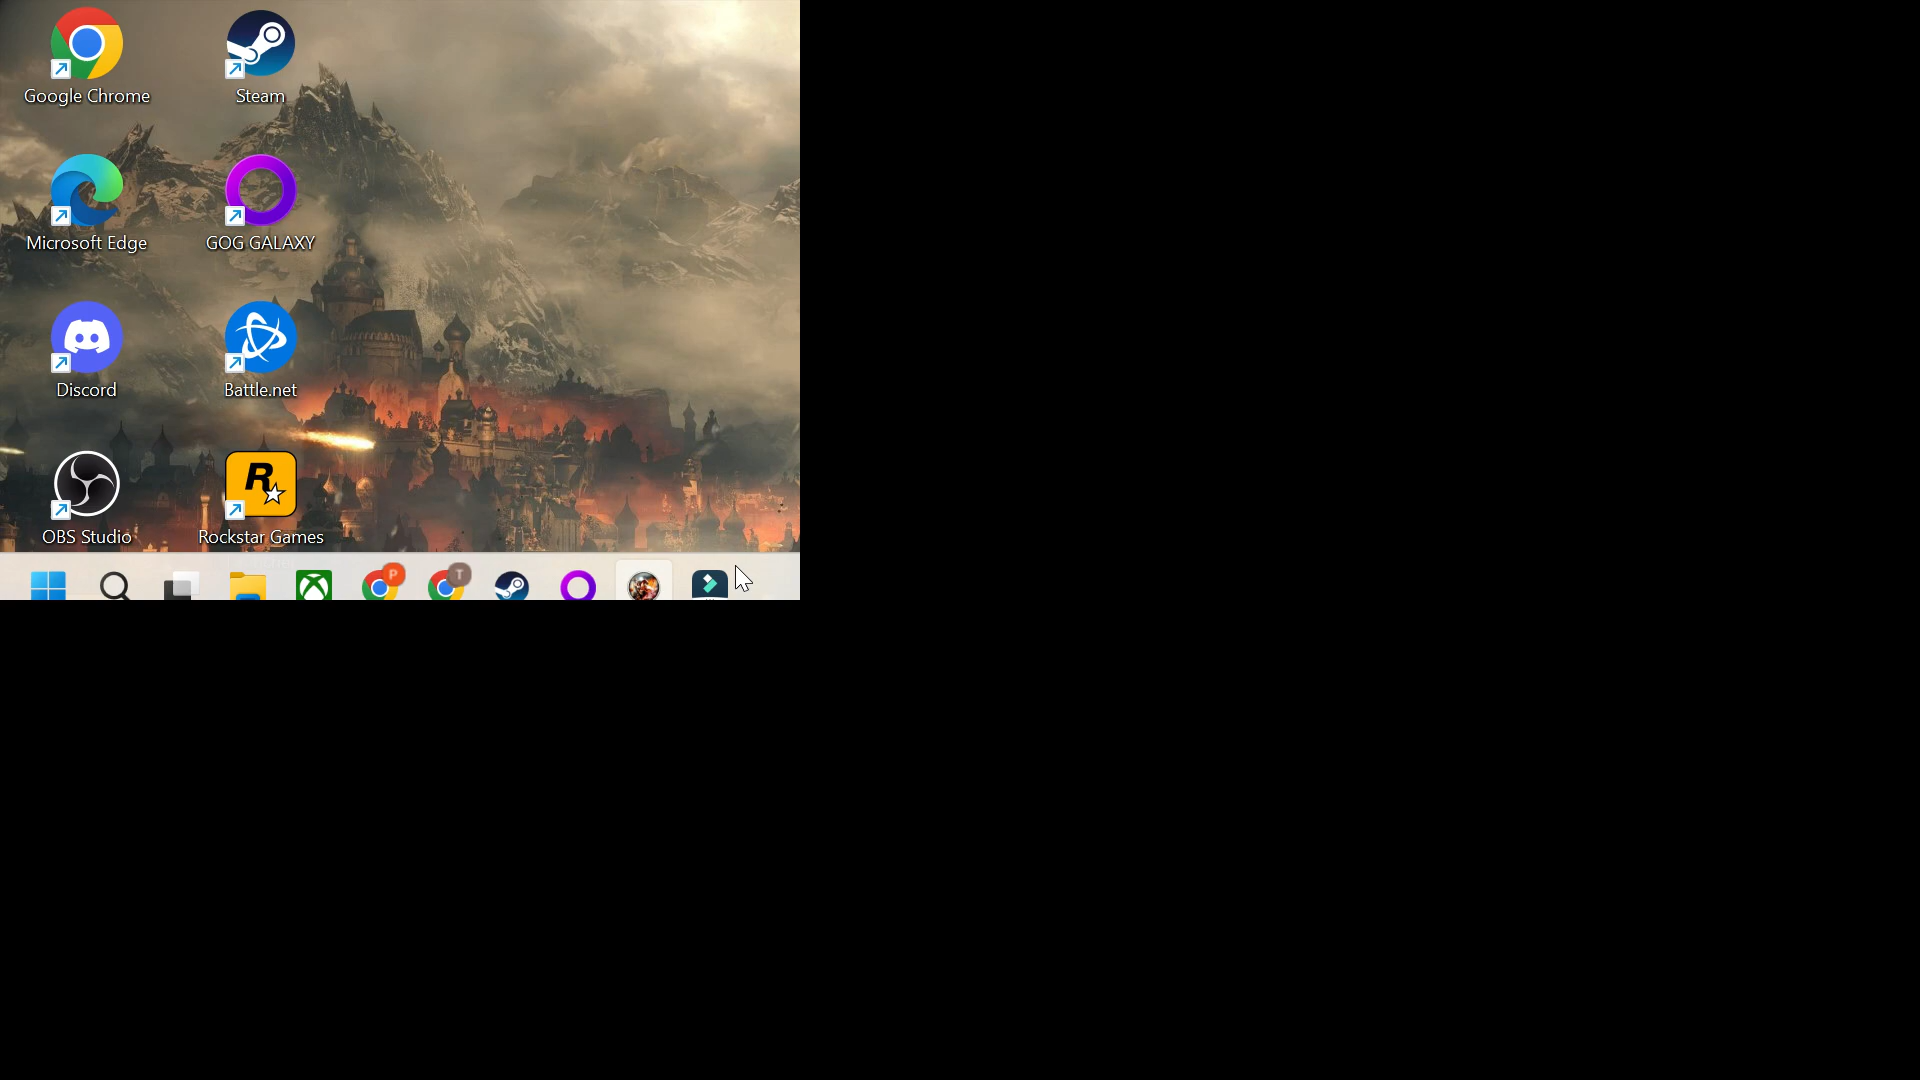 Google Chrome
Steam
Microsoft Edge
GOG GALAXY
Discord
Battle.net
OBS Studio
R
Rockstar Games
P
T